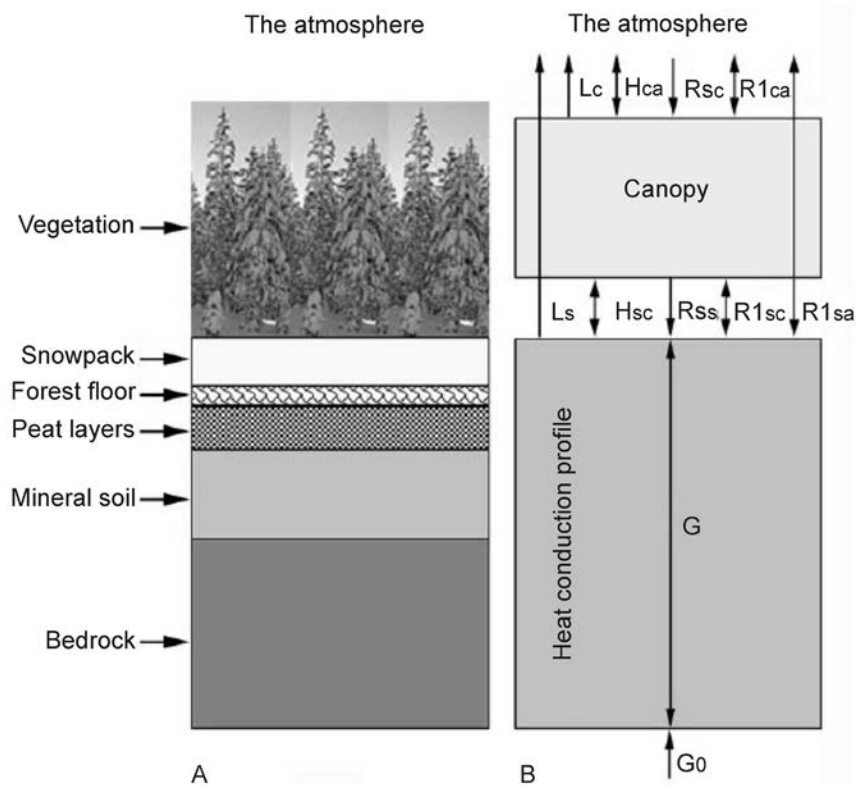 The atmosphere
The atmosphere
Lc
Hca
Rsc
R1ca
Canopy
Vegetation
Ls
Hsc
Rss
R1sc
R1sa
Snowpack
Forest floor
Peat layers
Mineral soil
Heat conduction profile
G
Bedrock
A
B
G0